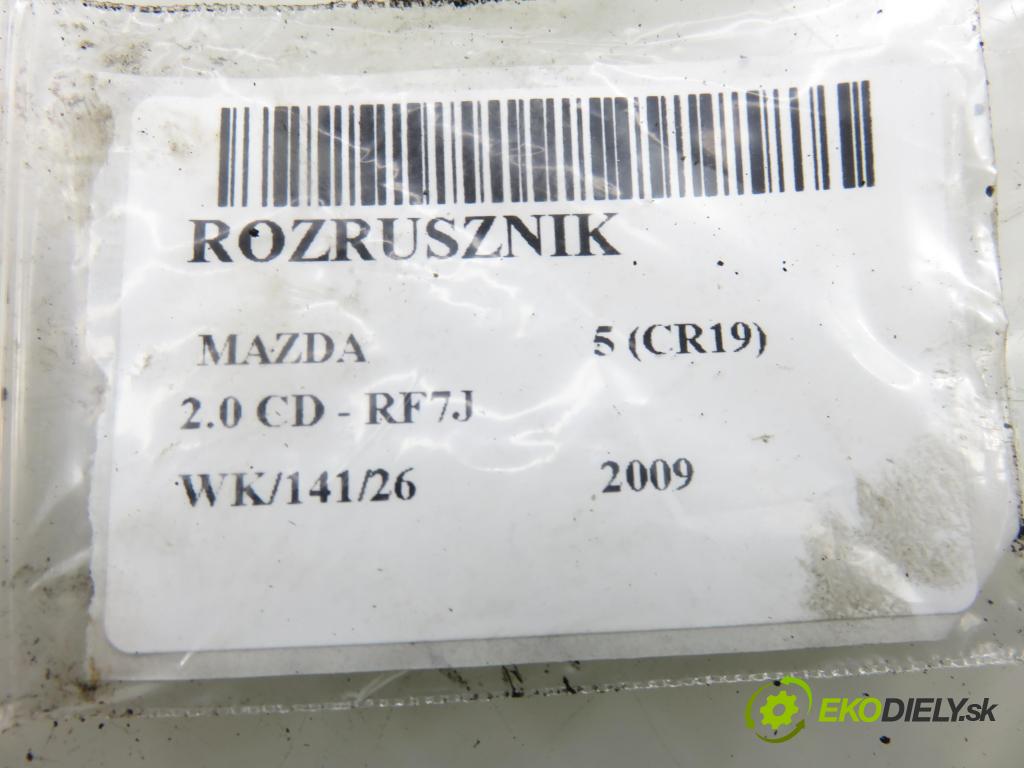 ROZRUSZNIK
MAZDA 5 (CR19)
2.0 CD - RF7J
WK/141/26 2009
EKODIELY.sk